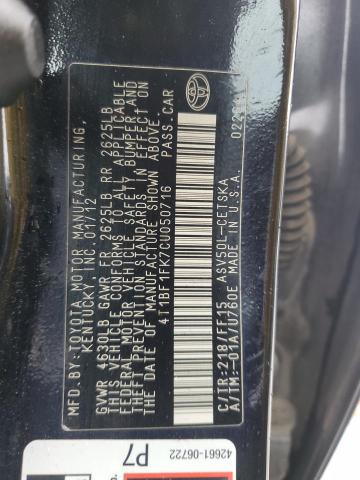 MFD.BY: TOYOTA MOTOR MANUFACTURING,
KENTUCKY, INC. 01/12
GVWR 4630LB GAWR FR 2625LB RR 2625LB
THIS VEHICLE CONFORMS TO ALL APPLICABLE
FEDERAL MOTOR VEHICLE SAFETY, BUMPER AND
THEFT PREVENTION STANDARDS IN EFFECT ON
THE DATE OF MANUFACTURE SHOWN ABOVE.
4T1BF1FK7CU050716 PASS.CAR
C/TR:218/FF15 ASV50L-CETSKA
A/TM:-01A/U760E MADE IN U.S.A.
42661-06722
P7